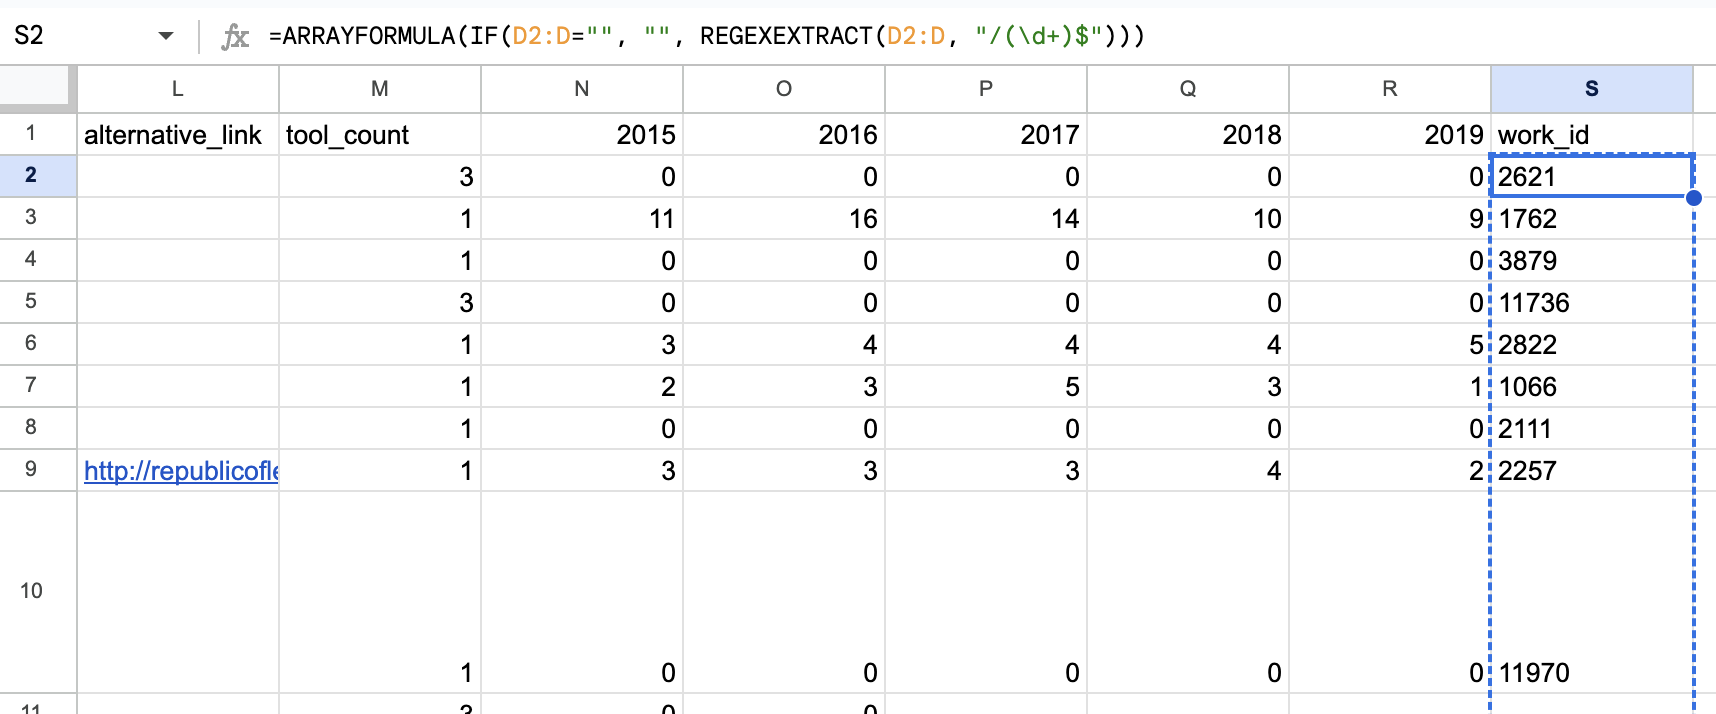 S2 fx =ARRAYFORMULA(IF(D2:D="", "", REGEXEXTRACT(D2:D, "/(\d+)$")))
L M N O P Q R S
1 alternative_link tool_count 2015 2016 2017 2018 2019 work_id
2 3 0 0 0 0 0 2621
3 1 11 16 14 10 9 1762
4 1 0 0 0 0 0 3879
5 3 0 0 0 0 0 11736
6 1 3 4 4 4 5 2822
7 1 2 3 5 3 1 1066
8 1 0 0 0 0 0 2111
9 http://republicofle 1 3 3 3 4 2 2257
10 1 0 0 0 0 0 11970
11 3 0 0